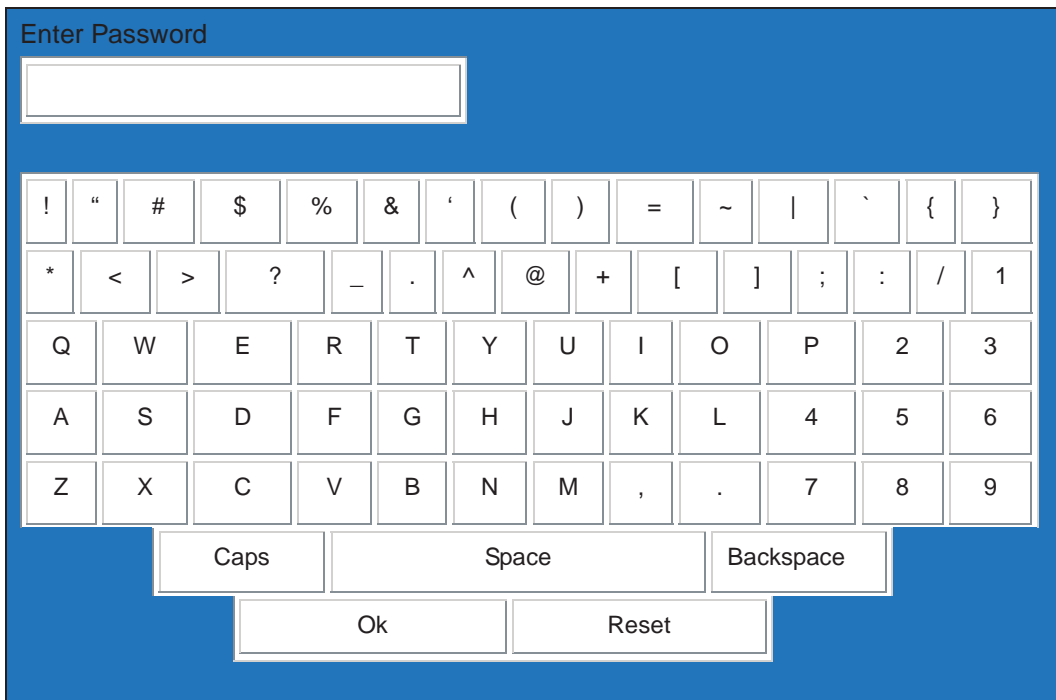 Enter Password
! “ # $ % & ‘ ( ) = ~ | ` { }
* < > ? _ . ^ @ + [ ] ; : / 1
Q W E R T Y U I O P 2 3
A S D F G H J K L 4 5 6
Z X C V B N M , . 7 8 9
Caps Space Backspace
Ok Reset